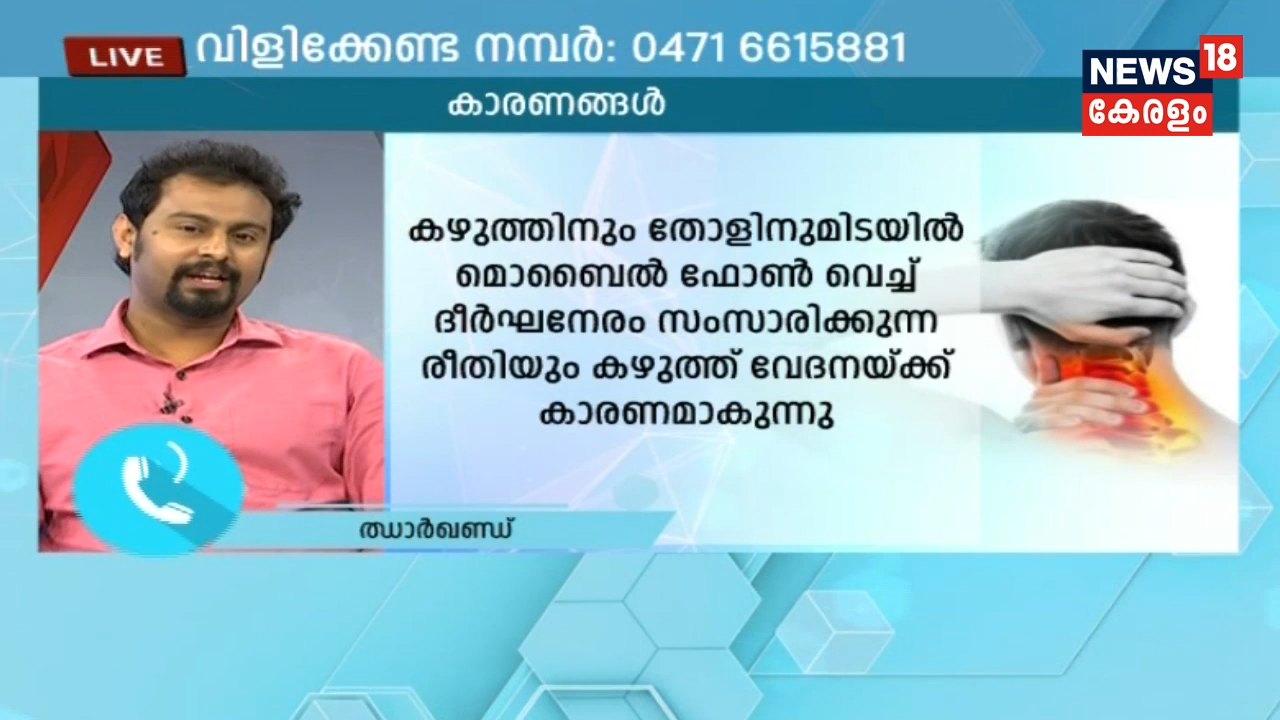 LIVE
വിളിക്കേണ്ട നമ്പർ: 0471 6615881
NEWS 18
കേരളം
കാരണങ്ങൾ
കഴുത്തിനും തോളിനുമിടയിൽ
മൊബൈൽ ഫോൺ വെച്ച്
ദീർഘനേരം സംസാരിക്കുന്ന
രീതിയും കഴുത്ത് വേദനയ്ക്ക്
കാരണമാകുന്നു
ഝാർഖണ്ഡ്